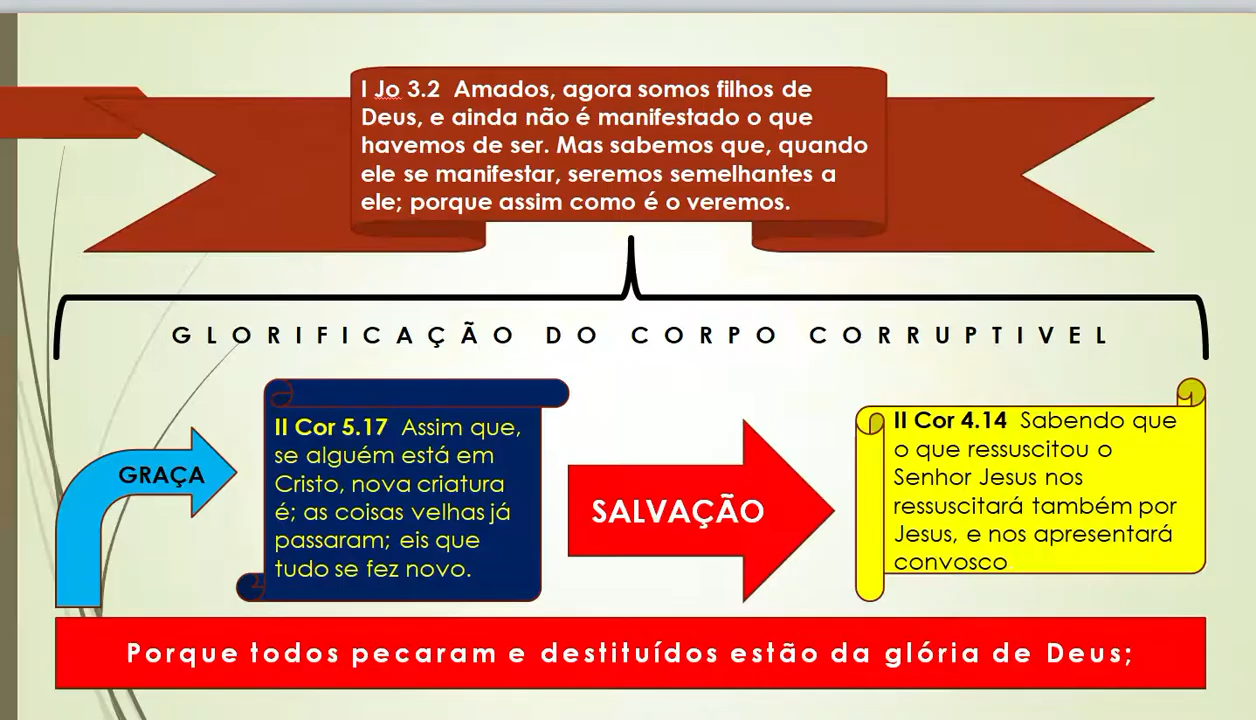 I Jo 3.2 Amados, agora somos filhos de
Deus, e ainda não é manifestado o que
havemos de ser. Mas sabemos que, quando
ele se manifestar, seremos semelhantes a
ele; porque assim como é o veremos.
GLORIFICAÇÃO DO CORPO CORRUPTIVEL
GRAÇA
II Cor 5.17 Assim que,
se alguém está em
Cristo, nova criatura
é; as coisas velhas já
passaram; eis que
tudo se fez novo.
SALVAÇÃO
II Cor 4.14 Sabendo que
o que ressuscitou o
Senhor Jesus nos
ressuscitará também por
Jesus, e nos apresentará
convosco.
Porque todos pecaram e destituídos estão da glória de Deus;